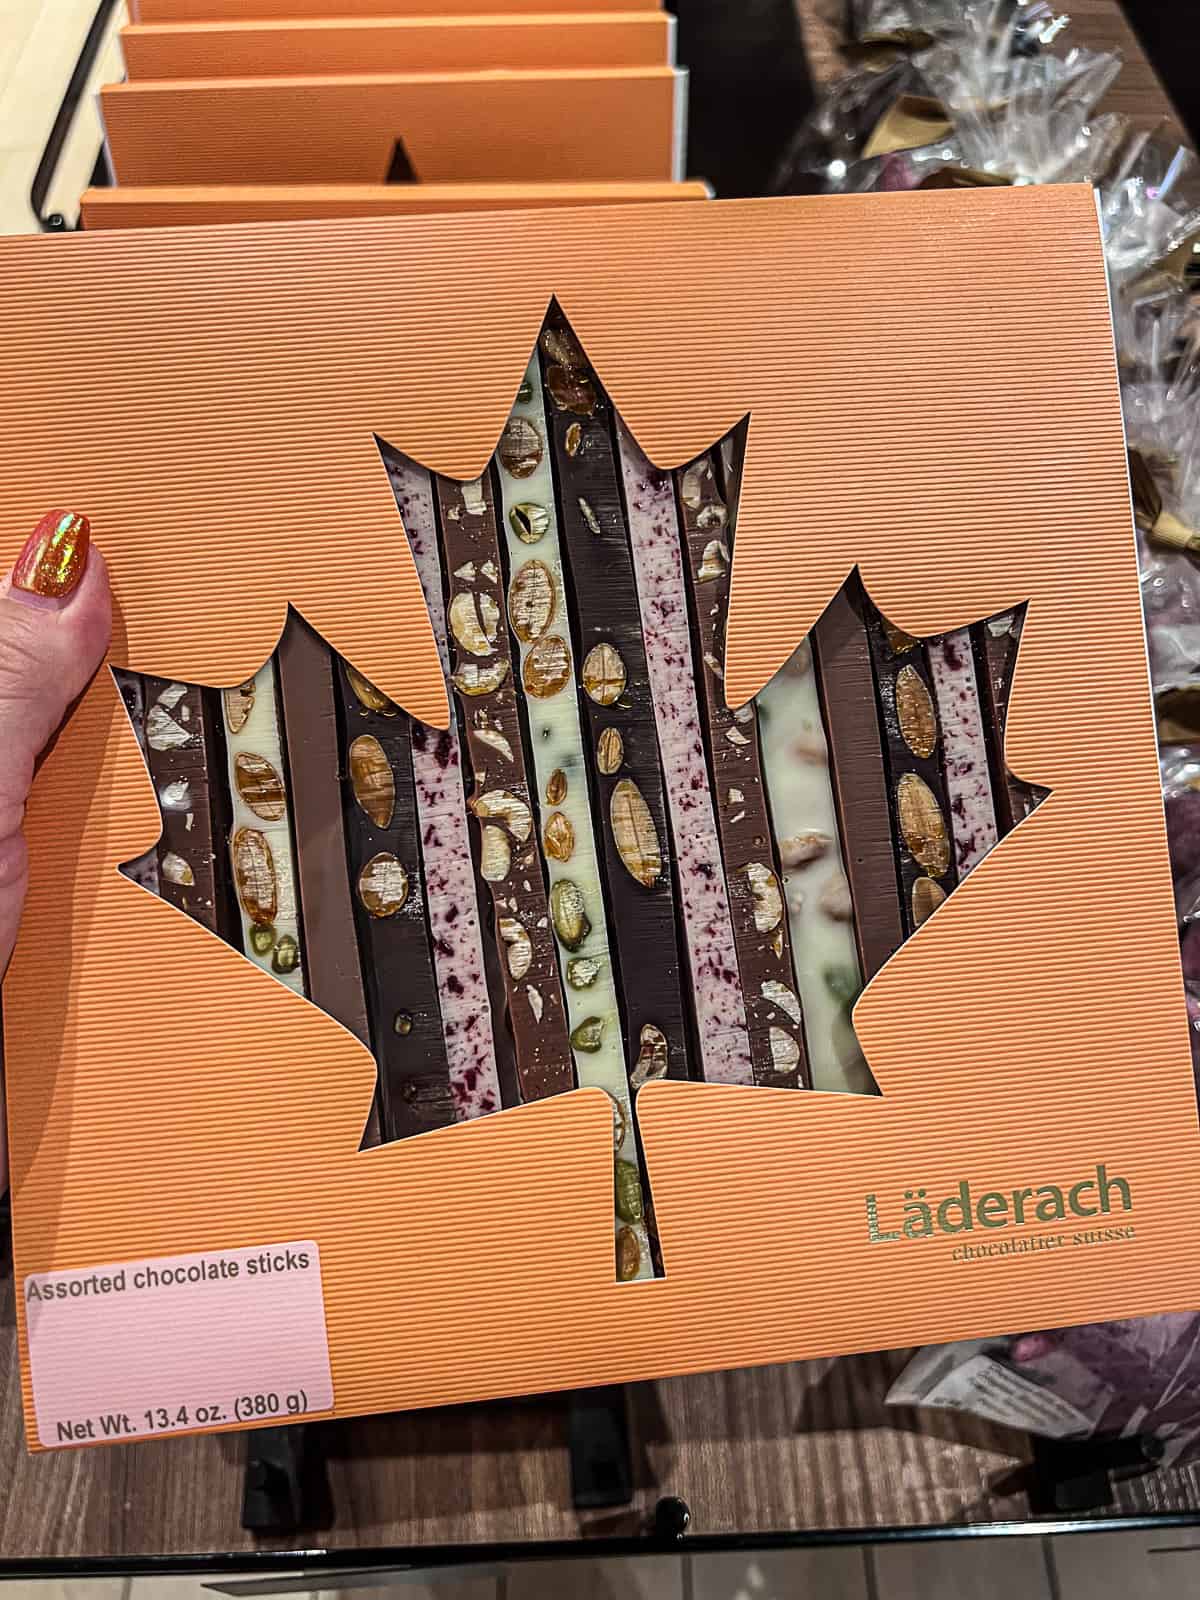 Läderach
chocolatier suisse
Assorted chocolate sticks
Net Wt. 13.4 oz. (380 g)